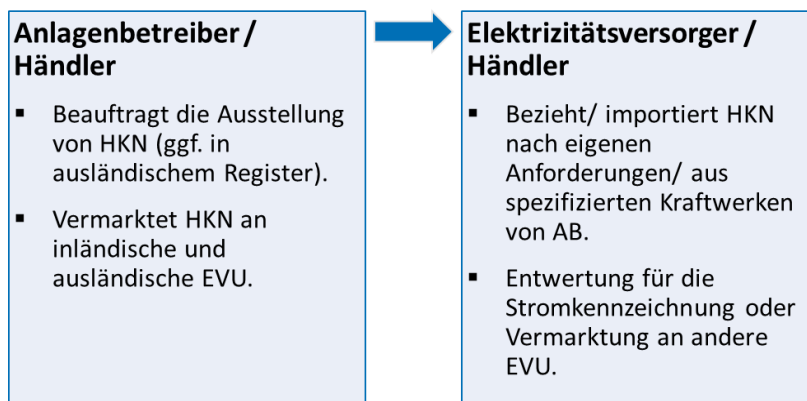 Anlagenbetreiber/
Händler
▪ Beauftragt die Ausstellung
von HKN (ggf. in
ausländischem Register).
▪ Vermarktet HKN an
inländische und
ausländische EVU.
Elektrizitätsversorger/
Händler
▪ Bezieht/ importiert HKN
nach eigenen
Anforderungen/ aus
spezifizierten Kraftwerken
von AB.
▪ Entwertung für die
Stromkennzeichnung oder
Vermarktung an andere
EVU.